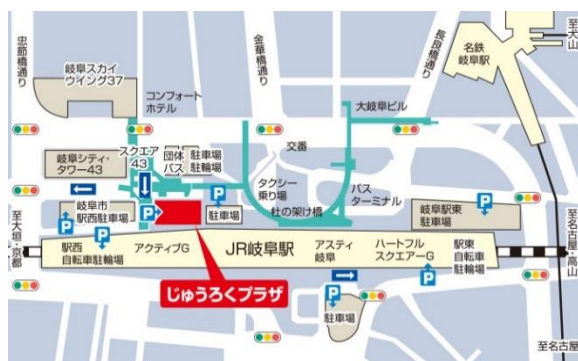 忠節橋通り
金華橋通り
長良橋通り
至犬山
名鉄
岐阜駅
岐阜スカイ
ウイング37
コンフォート
ホテル
大岐阜ビル
交番
岐阜シティ・
タワー43
スクエア
43
団体
バス
駐車場
駐輪場
タクシー
乗り場
バス
ターミナル
杜の架け橋
岐阜市
駅西駐車場
P
P
P
駐車場
岐阜駅東
駐車場
P
至大垣・京都
P
駅西
自転車駐輪場
アクティブG
JR岐阜駅
アスティ
岐阜
ハートフル
スクエアーG
駅東
自転車
駐輪場
P
至名古屋・高山
じゅうろくプラザ
P
駐車場
至名古屋